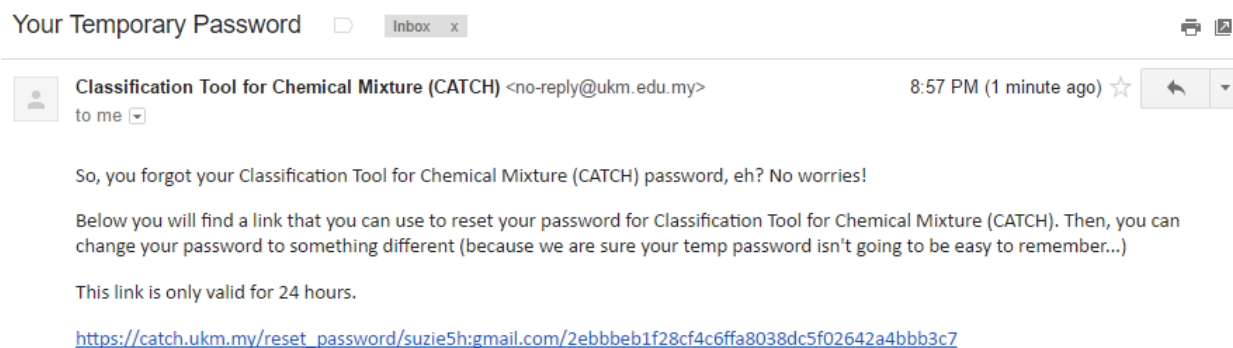 Your Temporary Password
Inbox x
Classification Tool for Chemical Mixture (CATCH) <no-reply@ukm.edu.my>
8:57 PM (1 minute ago)
to me
So, you forgot your Classification Tool for Chemical Mixture (CATCH) password, eh? No worries!
Below you will find a link that you can use to reset your password for Classification Tool for Chemical Mixture (CATCH). Then, you can
change your password to something different (because we are sure your temp password isn't going to be easy to remember...)
This link is only valid for 24 hours.
https://catch.ukm.my/reset_password/suzie5h:gmail.com/2ebbbeb1f28cf4c6ffa8038dc5f02642a4bbb3c7